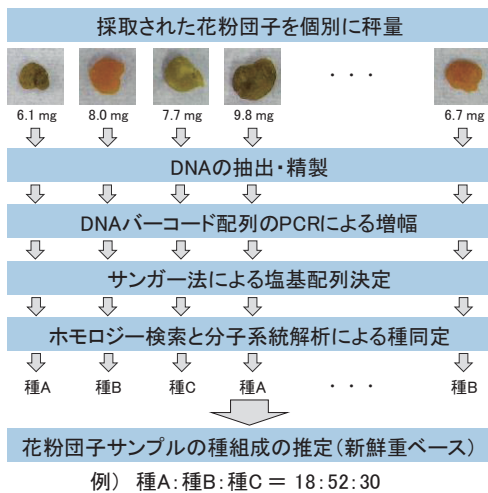 採取された花粉団子を個別に秤量
6.1 mg 8.0 mg 7.7 mg 9.8 mg ・・・ 6.7 mg
DNAの抽出・精製
DNAバーコード配列のPCRによる増幅
サンガー法による塩基配列決定
ホモロジー検索と分子系統解析による種同定
種A 種B 種C 種A ・・・ 種B
花粉団子サンプルの種組成の推定(新鮮重ベース)
例) 種A:種B:種C = 18:52:30